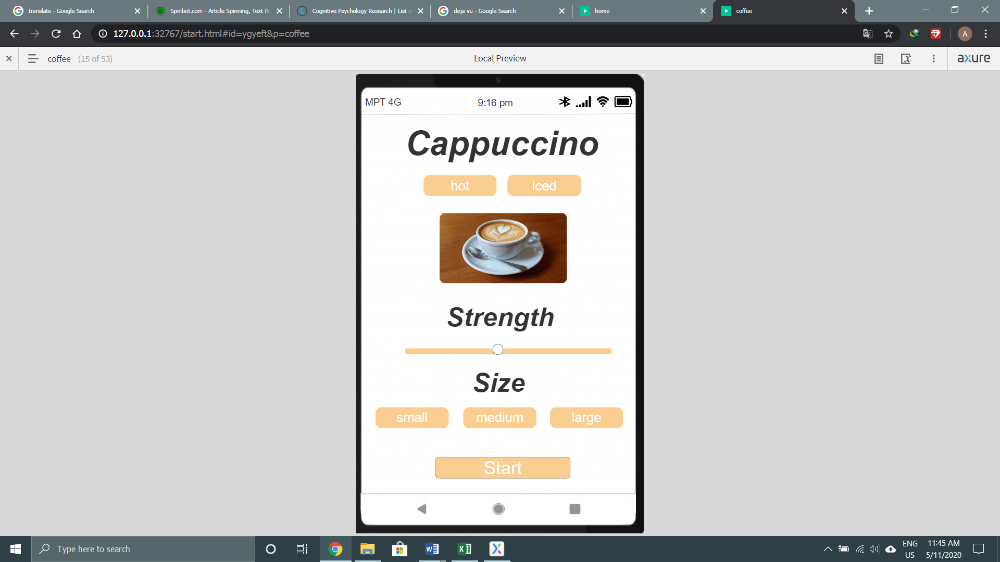 translate - Google Search
Spinbot.com - Article Spinning, Text Re
Cognitive Psychology Research | List o
deja vu - Google Search
home
coffee
127.0.0.1:32767/start.html#id=ygyeft&p=coffee
A
coffee (15 of 53)
Local Preview
axure
MPT 4G
9:16 pm
Cappuccino
hot
iced
Strength
Size
small
medium
large
Start
Type here to search
ENG
US
11:45 AM
5/11/2020